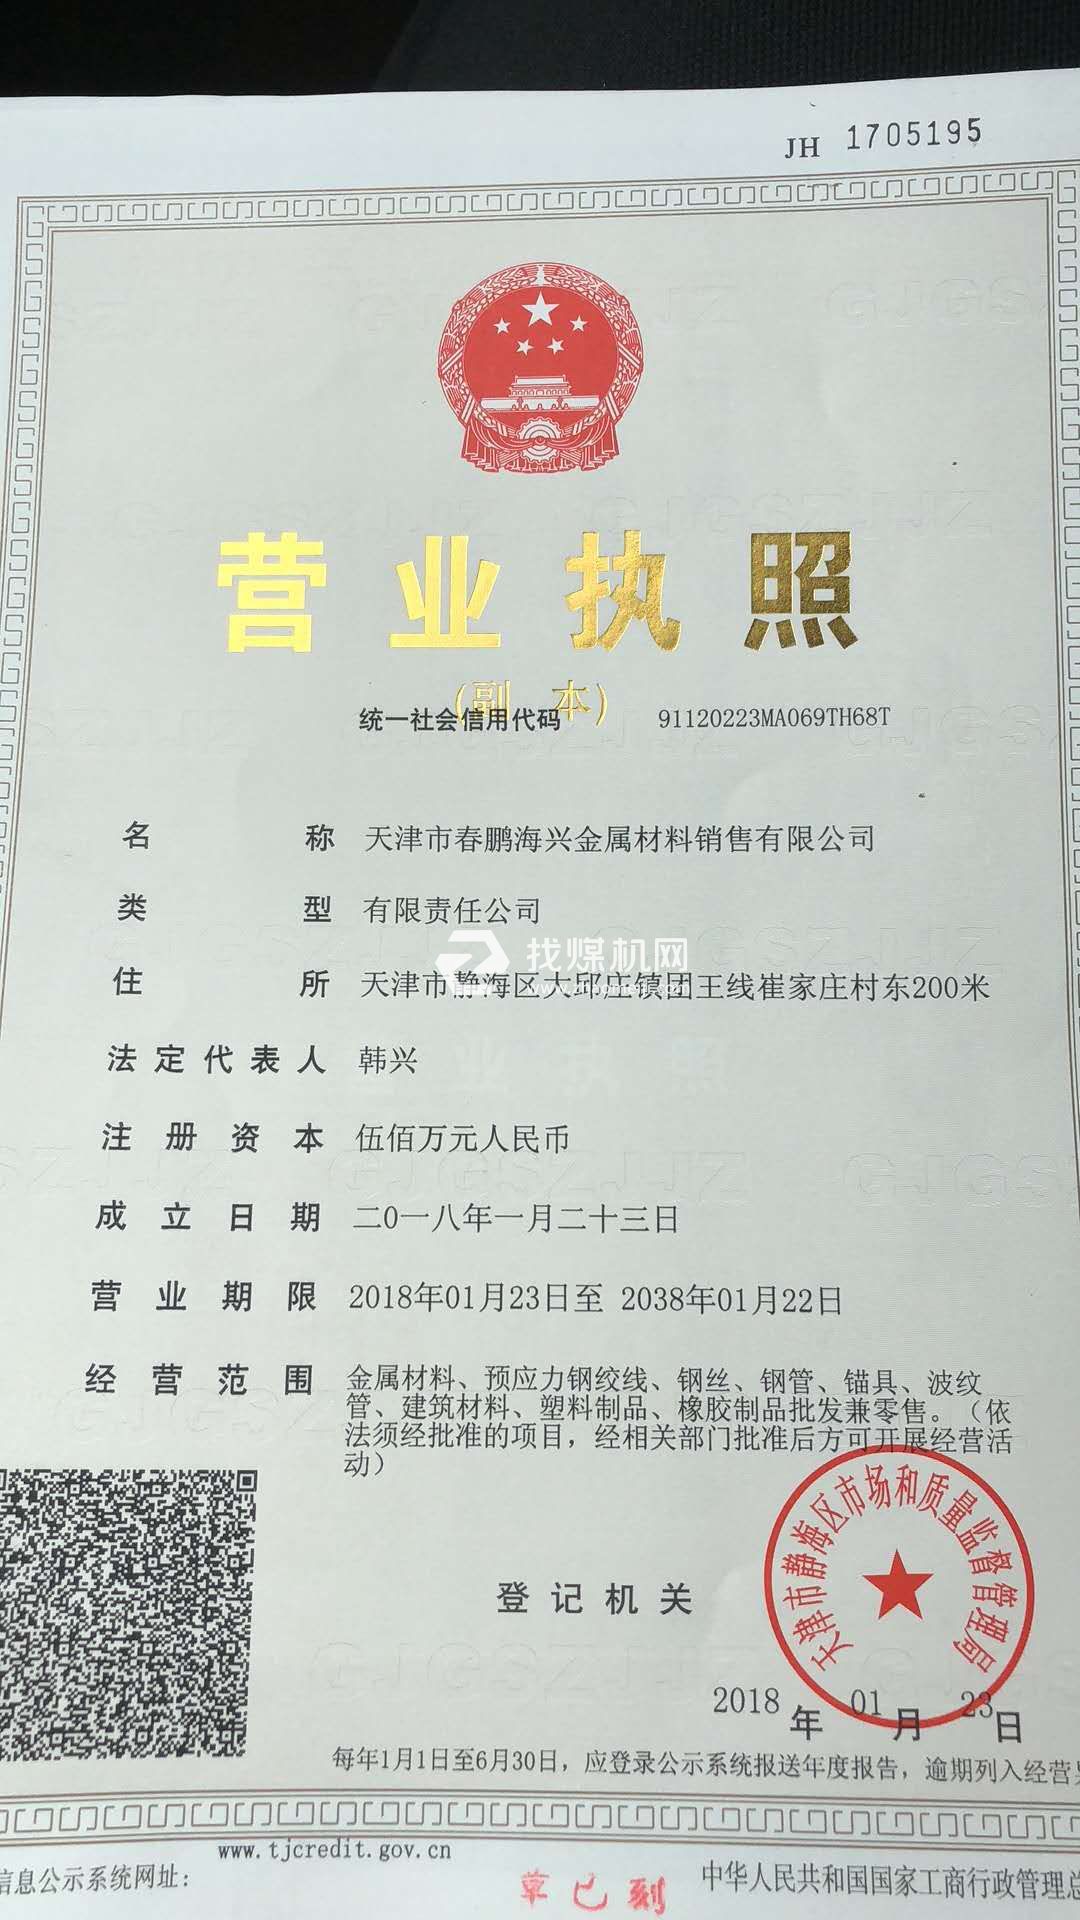 JH 1705195
营业执照
(副本)
统一社会信用代码 91120223MA069TH68T
名称 天津市春鹏海兴金属材料销售有限公司
类型 有限责任公司
找煤机网
住所 天津市静海区大邱庄镇团王线崔家庄村东200米
www.zhaomeiji.com
法定代表人 韩兴
注册资本 伍佰万元人民币
成立日期 二0一八年一月二十三日
营业期限 2018年01月23日至 2038年01月22日
经营范围 金属材料、预应力钢绞线、钢丝、钢管、锚具、波纹
管、建筑材料、塑料制品、橡胶制品批发兼零售。（依
法须经批准的项目，经相关部门批准后方可开展经营活
动）
天津市静海区市场和质量监督管理局
登记机关
2018年01月23日
每年1月1日至6月30日，应登录公示系统报送年度报告，逾期列入经营
www.tjcredit.gov.cn
信息公示系统网址：
中华人民共和国国家工商行政管理总
章已刻